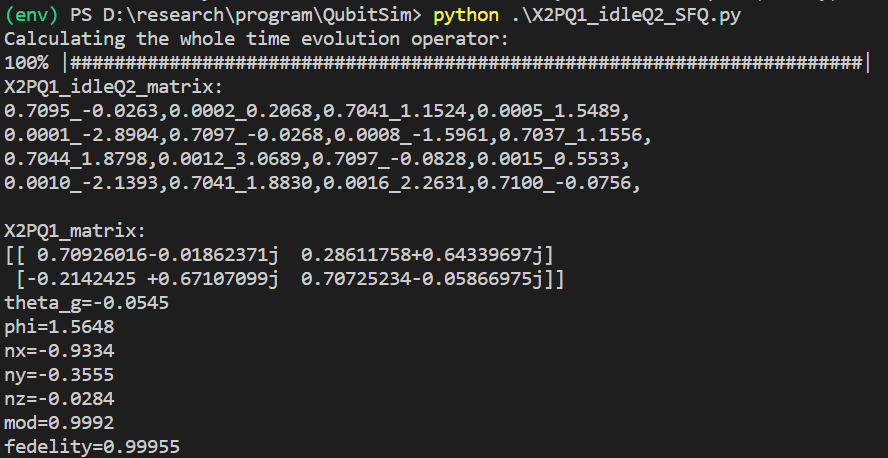 (env) PS D:\research\program\QubitSim> python .\X2PQ1_idleQ2_SFQ.py
Calculating the whole time evolution operator:
100% |########################################################################|
X2PQ1_idleQ2_matrix:
0.7095_-0.0263,0.0002_0.2068,0.7041_1.1524,0.0005_1.5489,
0.0001_-2.8904,0.7097_-0.0268,0.0008_-1.5961,0.7037_1.1556,
0.7044_1.8798,0.0012_3.0689,0.7097_-0.0828,0.0015_0.5533,
0.0010_-2.1393,0.7041_1.8830,0.0016_2.2631,0.7100_-0.0756,
X2PQ1_matrix:
[[ 0.70926016-0.01862371j  0.28611758+0.64339697j]
 [-0.2142425 +0.67107099j  0.70725234-0.05866975j]]
theta_g=-0.0545
phi=1.5648
nx=-0.9334
ny=-0.3555
nz=-0.0284
mod=0.9992
fedelity=0.99955